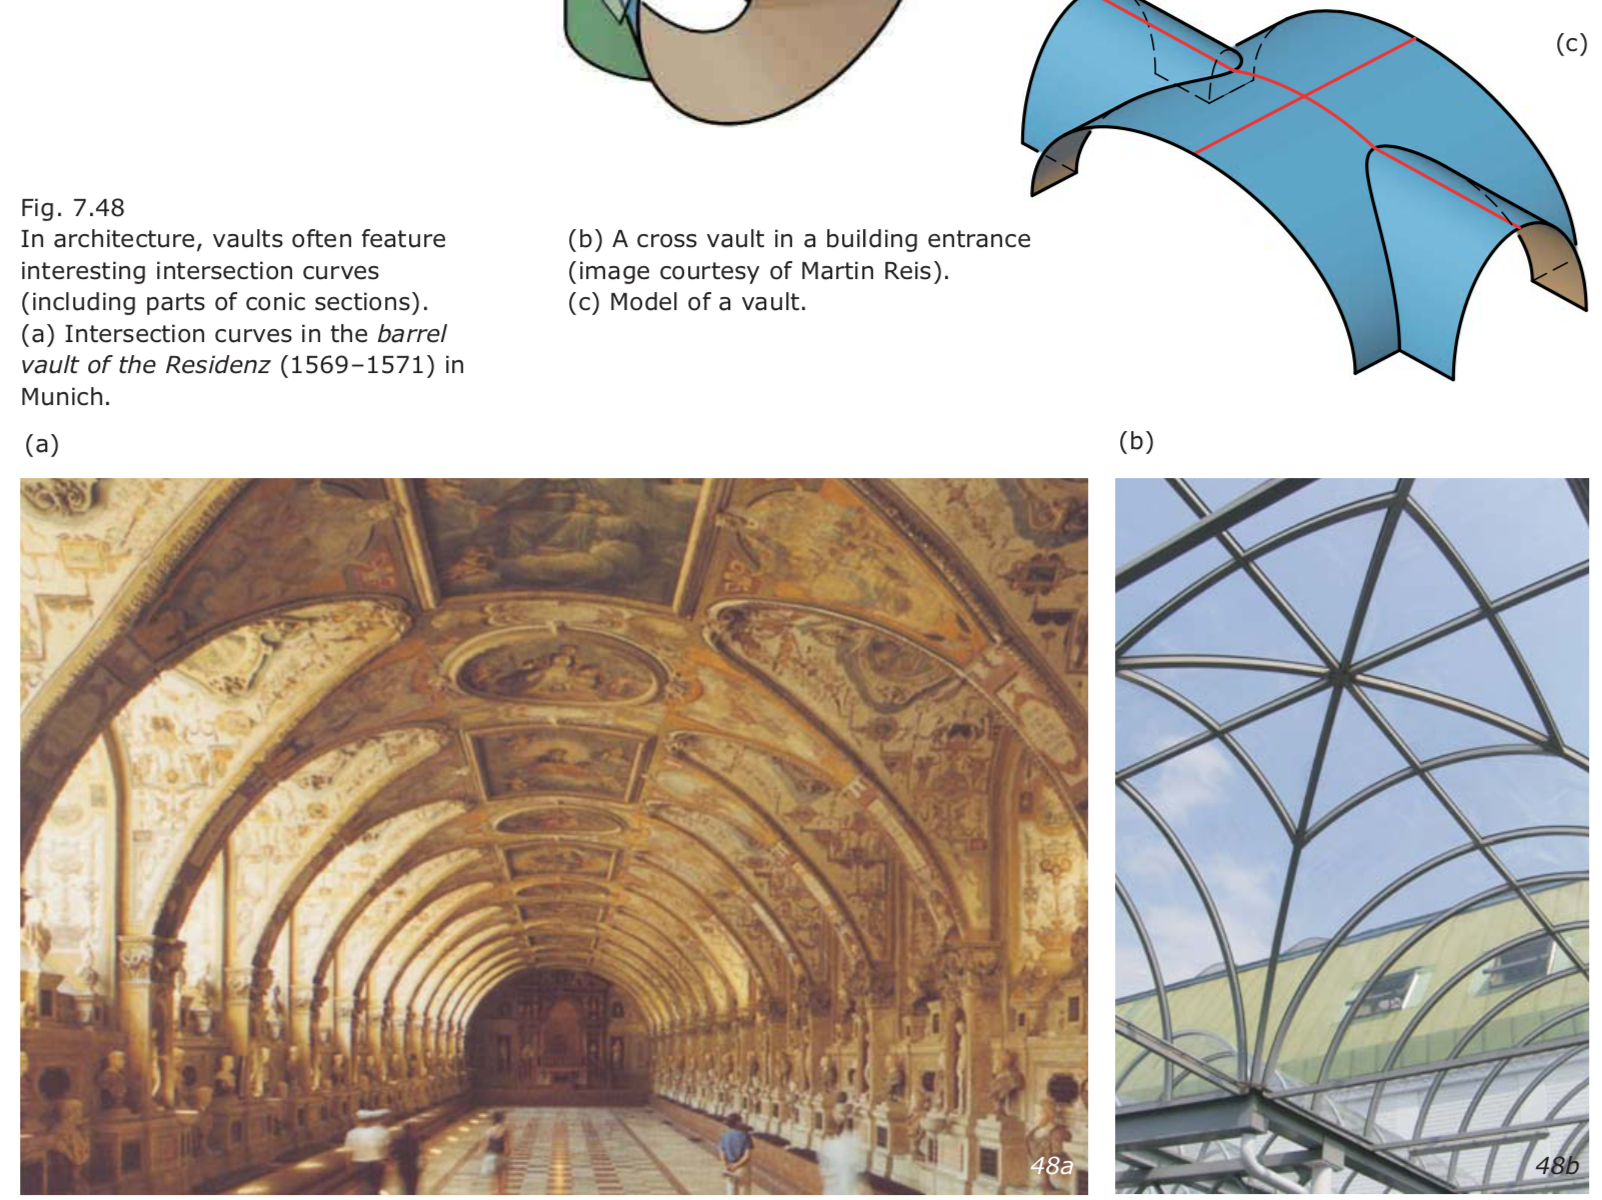 (c)
Fig. 7.48
In architecture, vaults often feature
interesting intersection curves
(including parts of conic sections).
(a) Intersection curves in the barrel
vault of the Residenz (1569–1571) in
Munich.
(b) A cross vault in a building entrance
(image courtesy of Martin Reis).
(c) Model of a vault.
(a)
(b)
48a
48b